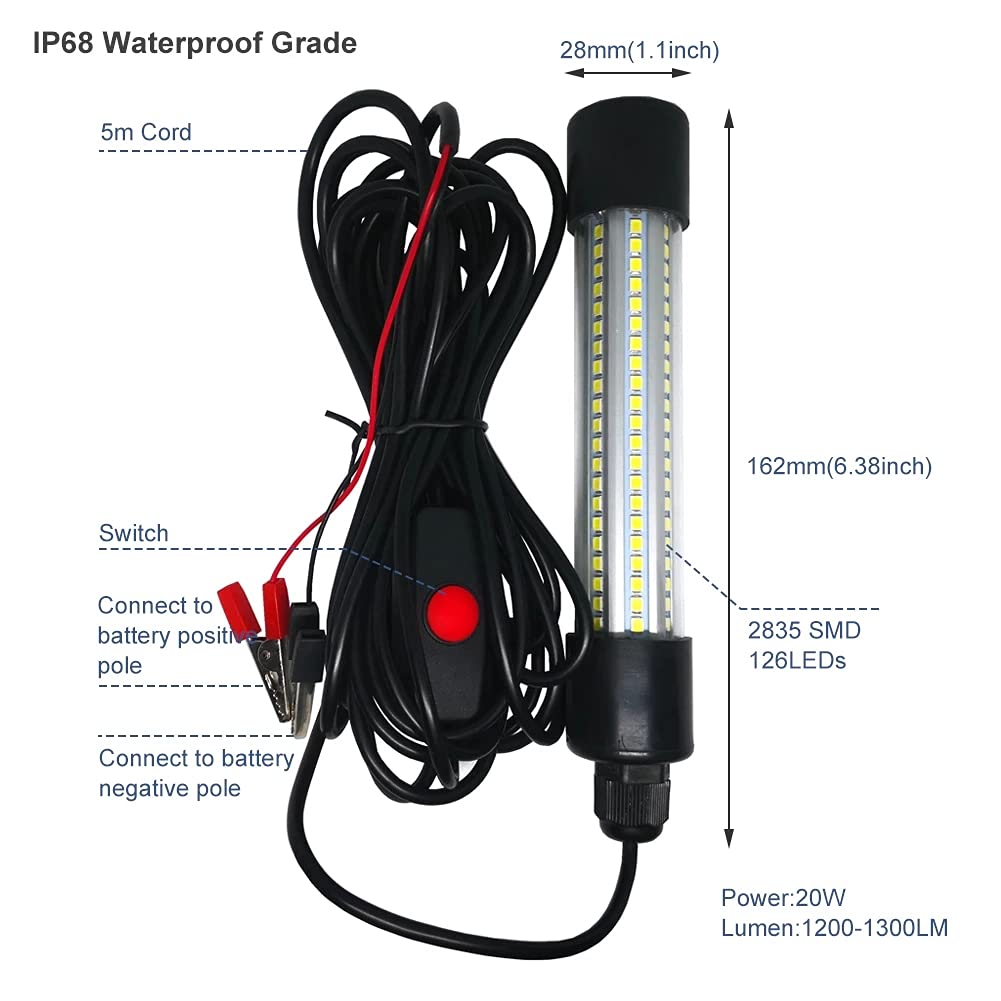 IP68 Waterproof Grade
28mm(1.1inch)
5m Cord
162mm(6.38inch)
Switch
Connect to
battery positive
pole
2835 SMD
126LEDs
Connect to battery
negative pole
Power:20W
Lumen:1200-1300LM